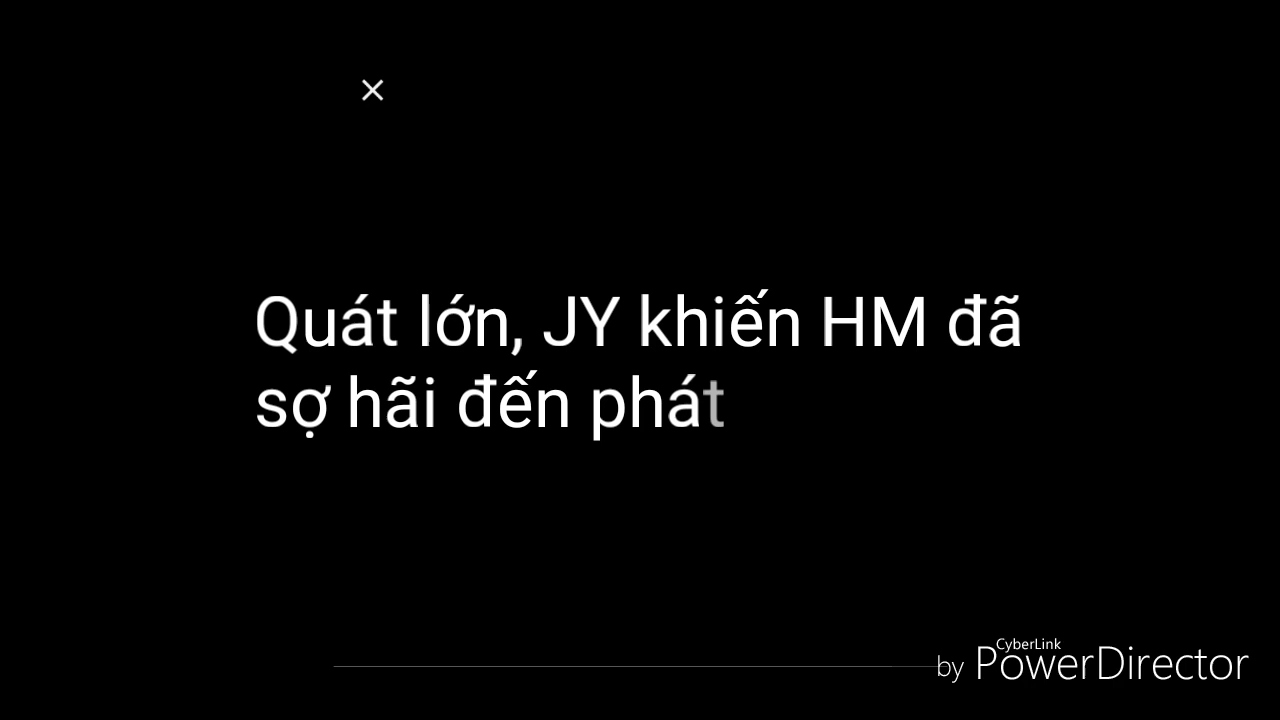 Quát lớn, JY khiến HM đã
sợ hãi đến phát
CyberLink
by PowerDirector